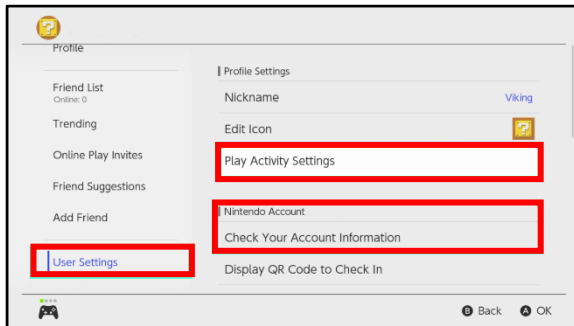 Profile
Friend List
Online: 0
Trending
Online Play Invites
Friend Suggestions
Add Friend
User Settings
Profile Settings
Nickname Viking
Edit Icon
Play Activity Settings
Nintendo Account
Check Your Account Information
Display QR Code to Check In
B Back A OK